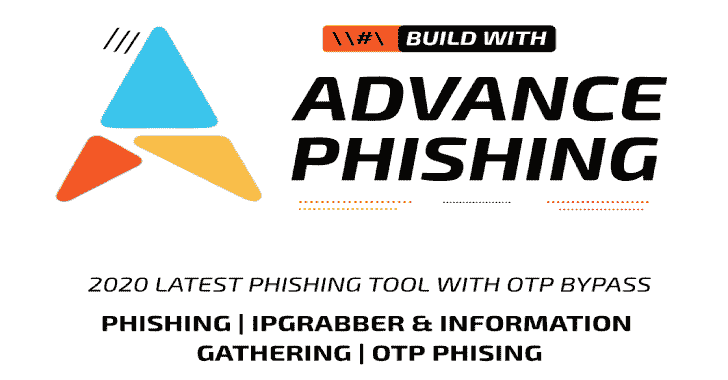 \\#\ BUILD WITH
ADVANCE
PHISHING
2020 LATEST PHISHING TOOL WITH OTP BYPASS
PHISHING | IPGRABBER & INFORMATION
GATHERING | OTP PHISING